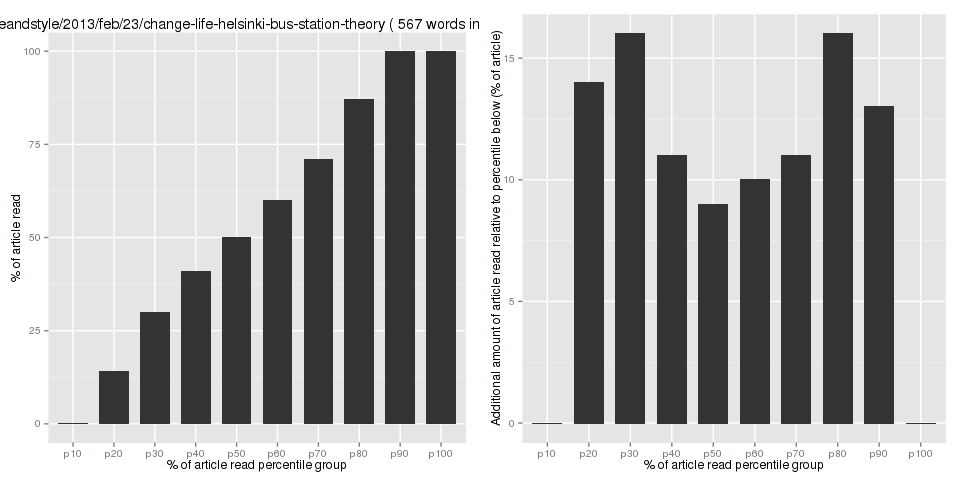 eandstyle/2013/feb/23/change-life-helsinki-bus-station-theory ( 567 words in
100
75
50
25
0
% of article read
p10 p20 p30 p40 p50 p60 p70 p80 p90 p100
% of article read percentile group
15
10
5
0
Additional amount of article read relative to percentile below (% of article)
p10 p20 p30 p40 p50 p60 p70 p80 p90 p100
% of article read percentile group